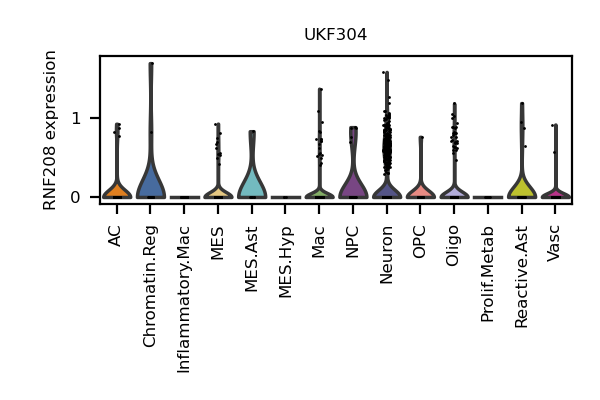 UKF304
RNF208 expression
1
0
AC
Chromatin.Reg
Inflammatory.Mac
MES
MES.Ast
MES.Hyp
Mac
NPC
Neuron
OPC
Oligo
Prolif.Metab
Reactive.Ast
Vasc